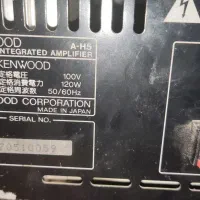 OOD A-H5
INTEGRATED AMPLIFIER
KENWOOD
定格電圧 100V
定格消費電力 120W
定格周波数 50/60Hz
OOD CORPORATION
MADE IN JAPAN
SERIAL NO.
70510059